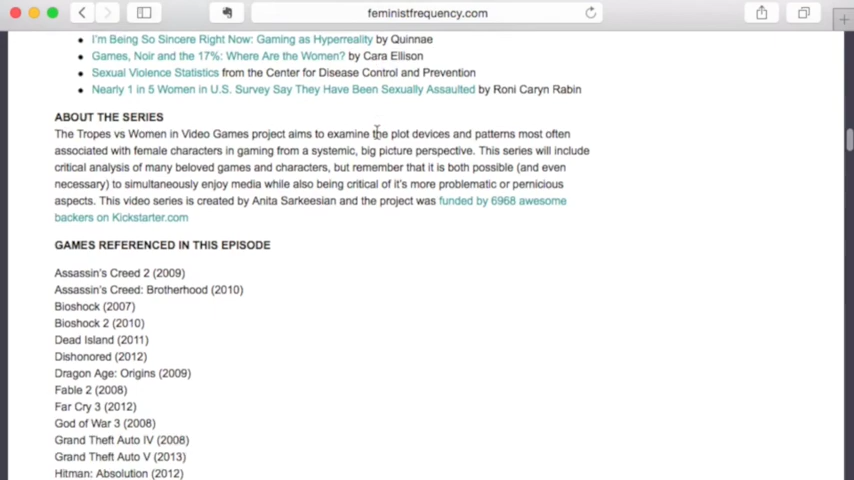 feministfrequency.com
I'm Being So Sincere Right Now: Gaming as Hyperreality by Quinnae
Games, Noir and the 17%: Where Are the Women? by Cara Ellison
Sexual Violence Statistics from the Center for Disease Control and Prevention
Nearly 1 in 5 Women in U.S. Survey Say They Have Been Sexually Assaulted by Roni Caryn Rabin
ABOUT THE SERIES
The Tropes vs Women in Video Games project aims to examine the plot devices and patterns most often
associated with female characters in gaming from a systemic, big picture perspective. This series will include
critical analysis of many beloved games and characters, but remember that it is both possible (and even
necessary) to simultaneously enjoy media while also being critical of it's more problematic or pernicious
aspects. This video series is created by Anita Sarkeesian and the project was funded by 6968 awesome
backers on Kickstarter.com
GAMES REFERENCED IN THIS EPISODE
Assassin's Creed 2 (2009)
Assassin's Creed: Brotherhood (2010)
Bioshock (2007)
Bioshock 2 (2010)
Dead Island (2011)
Dishonored (2012)
Dragon Age: Origins (2009)
Fable 2 (2008)
Far Cry 3 (2012)
God of War 3 (2008)
Grand Theft Auto IV (2008)
Grand Theft Auto V (2013)
Hitman: Absolution (2012)